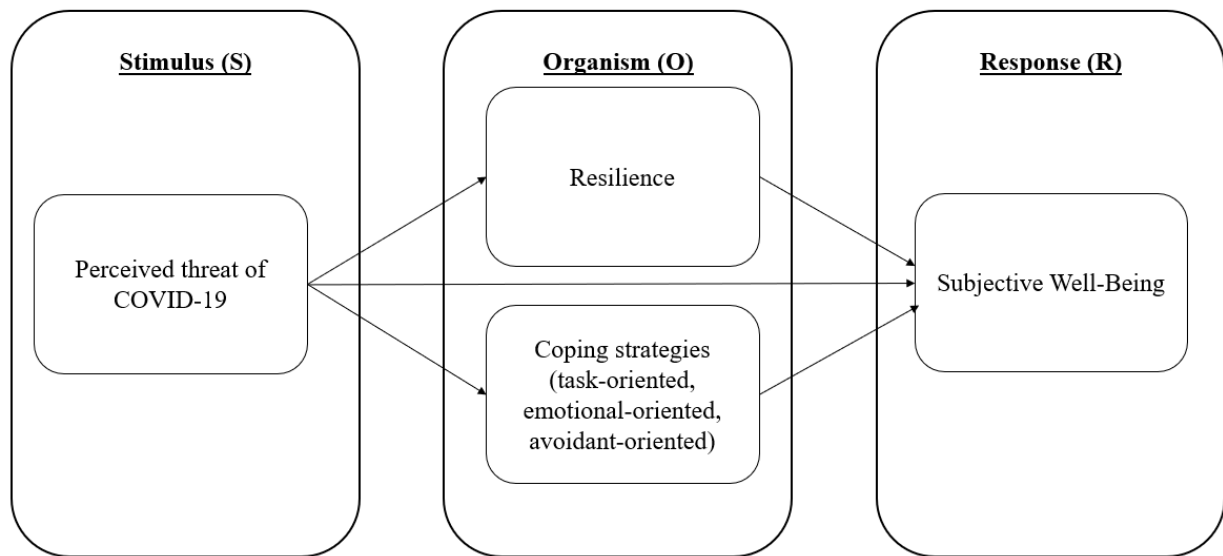 Stimulus (S)
Perceived threat of
COVID-19
Organism (O)
Resilience
Coping strategies
(task-oriented,
emotional-oriented,
avoidant-oriented)
Response (R)
Subjective Well-Being